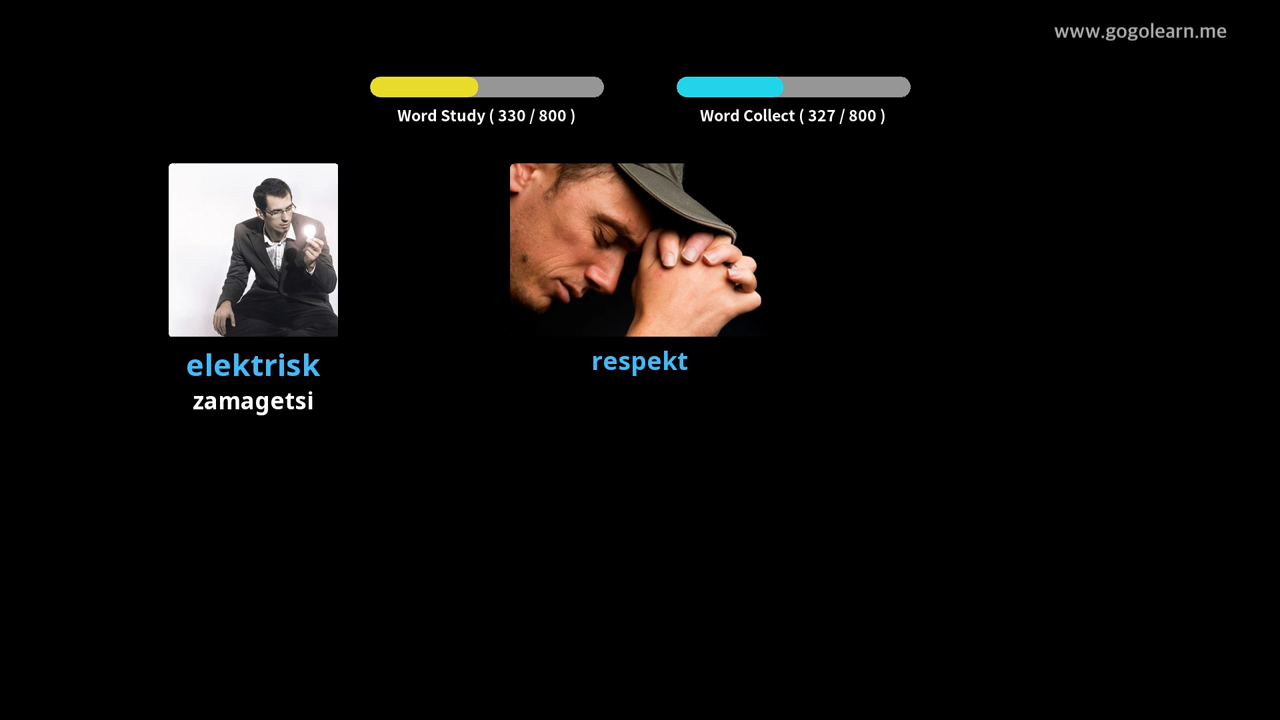 www.gogolearn.me
Word Study ( 330 / 800 )
Word Collect ( 327 / 800 )
elektrisk
zamagetsi
respekt